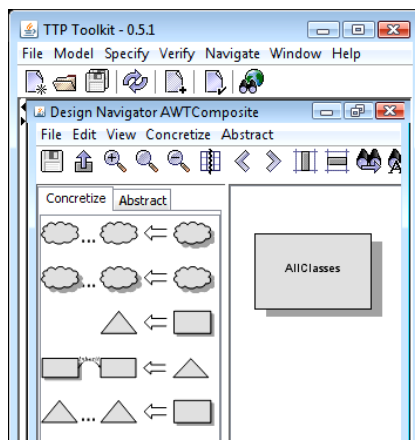 TTP Toolkit - 0.5.1
File Model Specify Verify Navigate Window Help
Design Navigator AWTComposite
File Edit View Concretize Abstract
Concretize Abstract
AllClasses